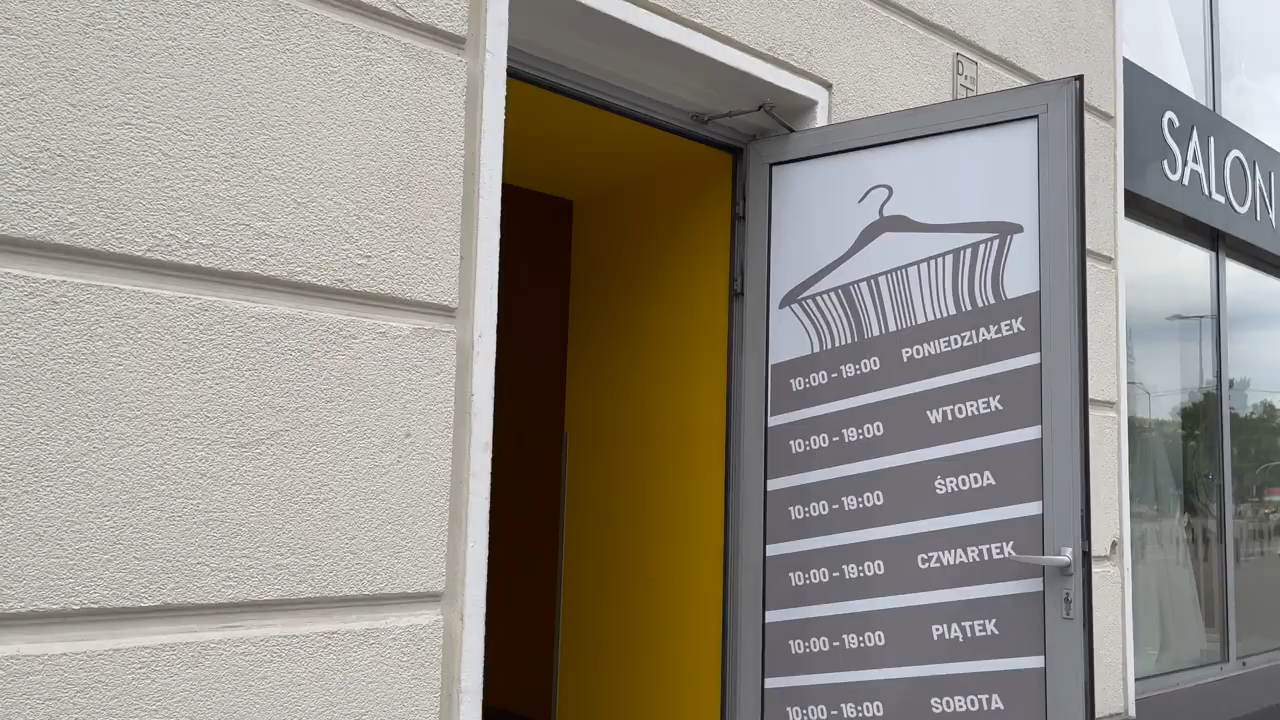 D
SALON
10:00 - 19:00 PONIEDZIAŁEK
10:00 - 19:00 WTOREK
10:00 - 19:00 ŚRODA
10:00 - 19:00 CZWARTEK
10:00 - 19:00 PIĄTEK
10:00 - 16:00 SOBOTA